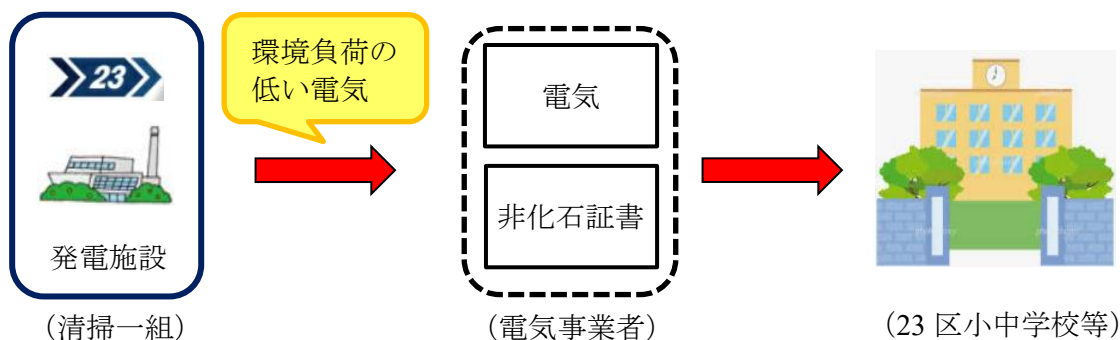 23
環境負荷の
低い電気
電気
非化石証書
発電施設
（清掃一組）
（電気事業者）
（23 区小中学校等）